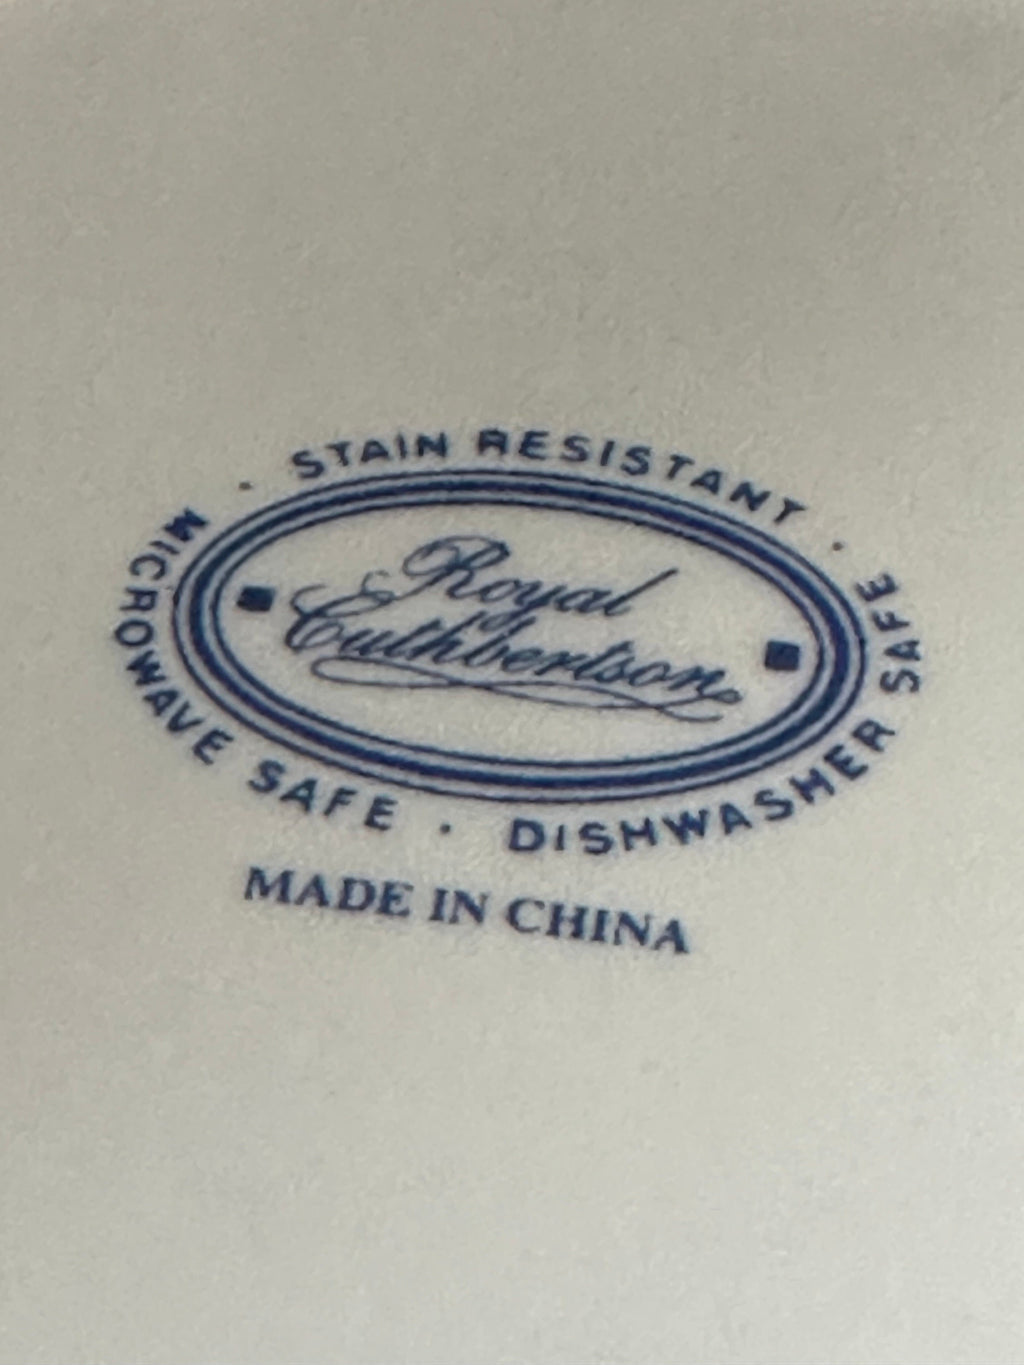 · STAIN RESISTANT ·
Royal
Cuthbertson
MICROWAVE SAFE · DISHWASHER SAFE
MADE IN CHINA